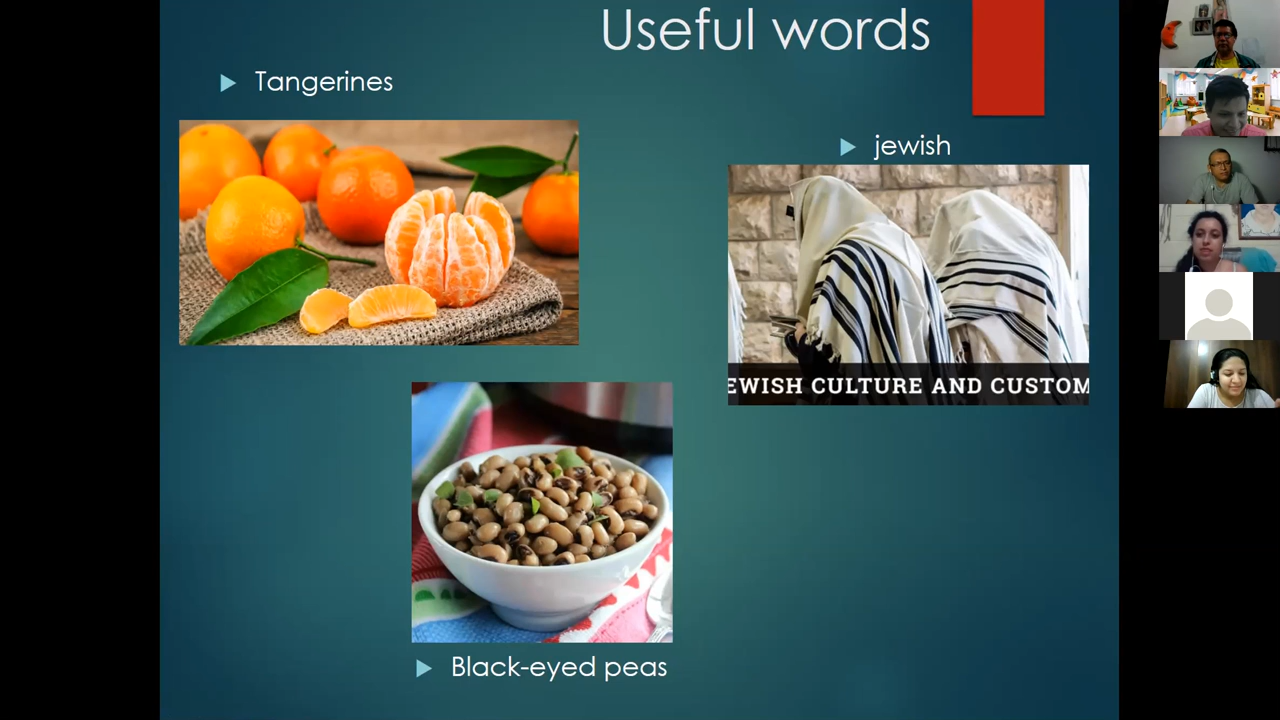 Useful words
Tangerines
jewish
EWISH CULTURE AND CUSTOM
Black-eyed peas